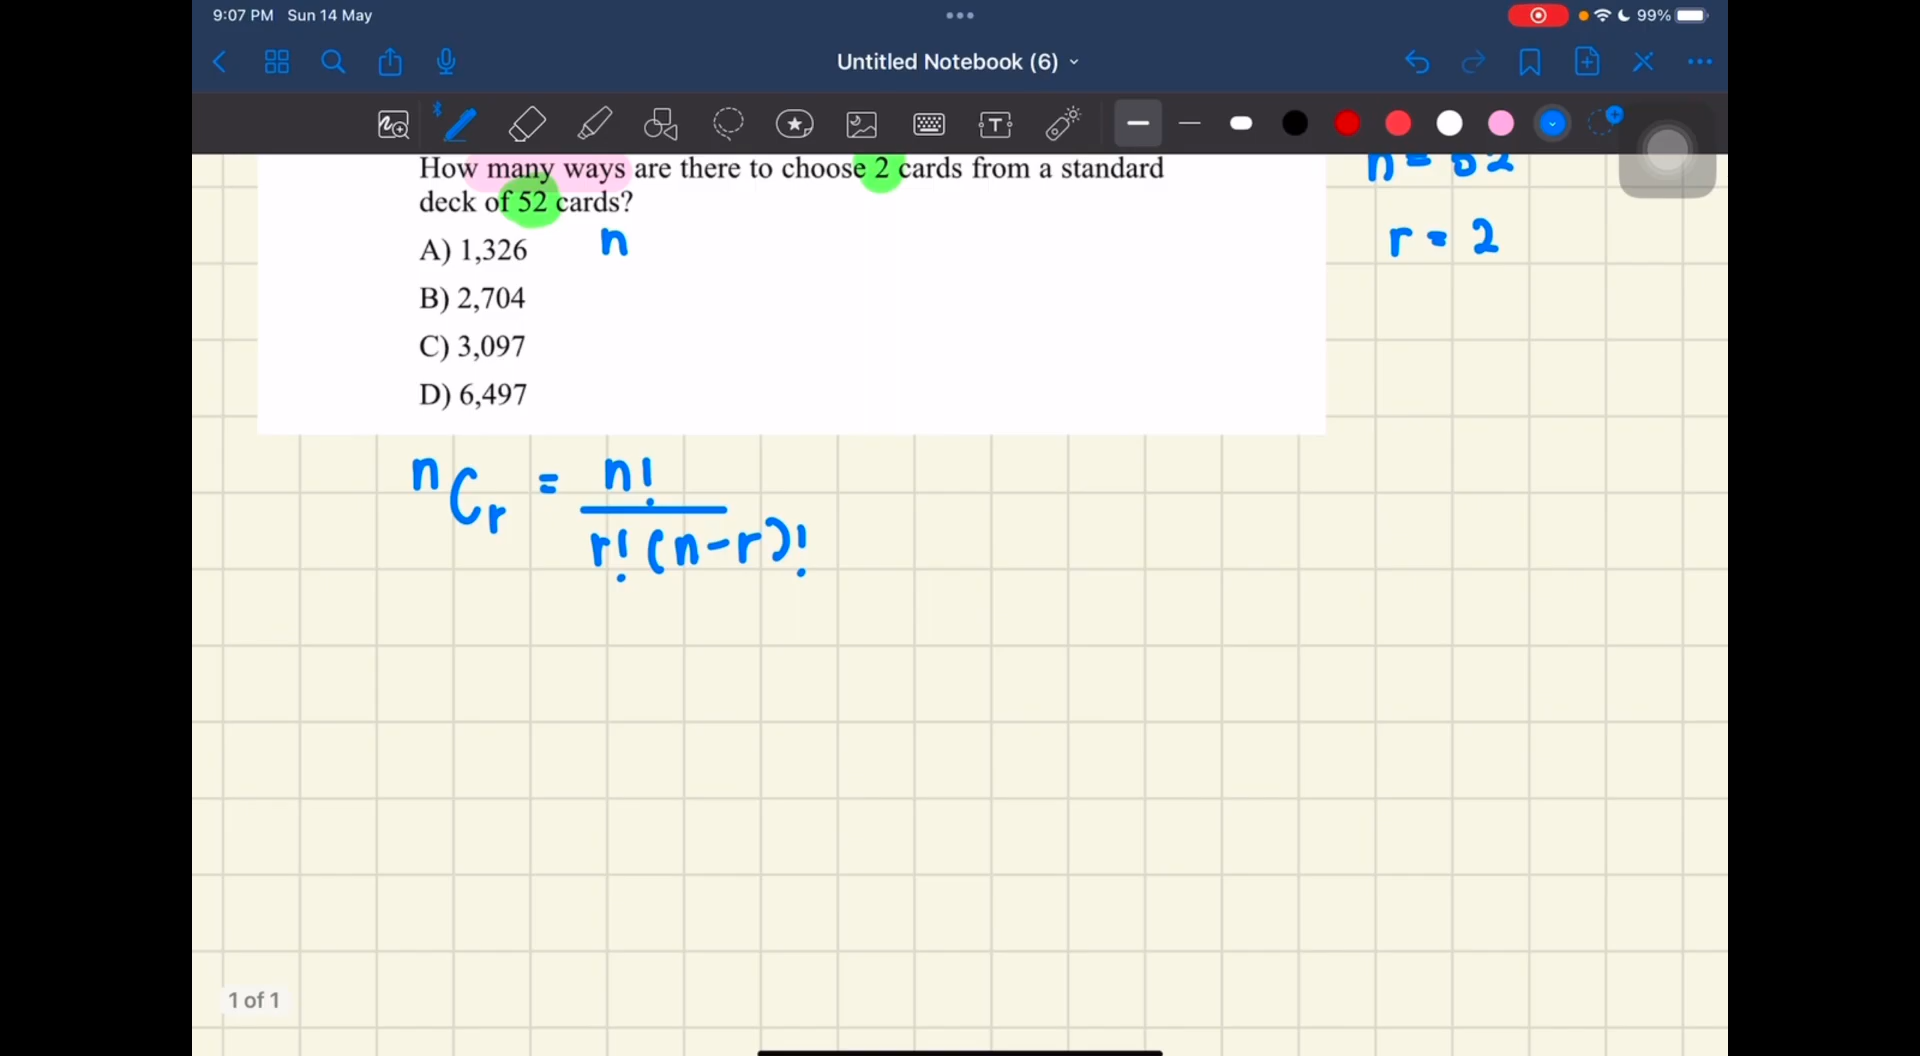 9:07 PM Sun 14 May
99%
Untitled Notebook (6)
T
How many ways are there to choose 2 cards from a standard
deck of 52 cards?
n = 52
r = 2
n
A) 1,326
B) 2,704
C) 3,097
D) 6,497
nCr = n!
r!(n-r)!
1 of 1